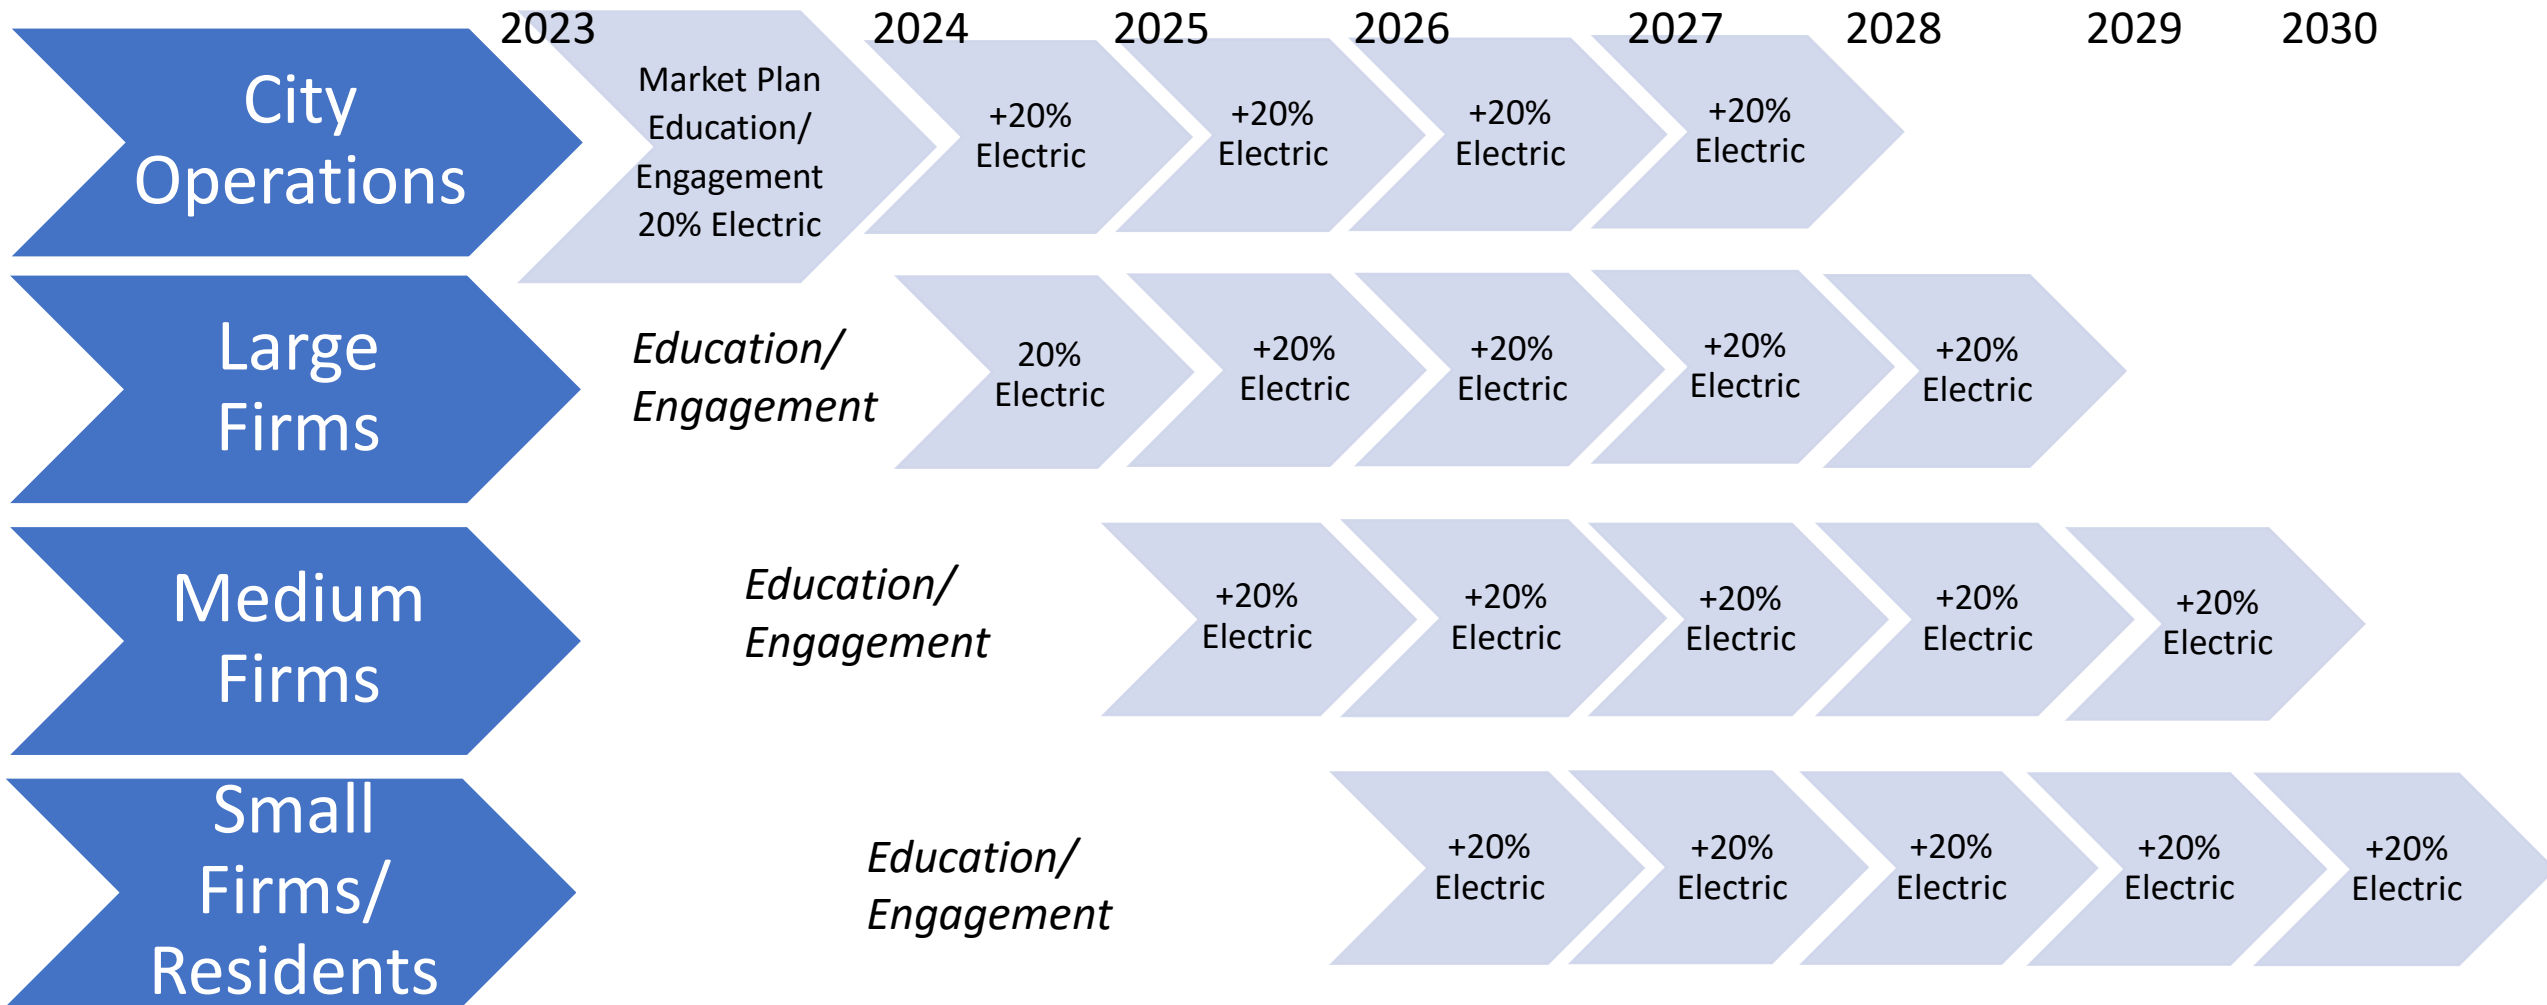 2023 2024 2025 2026 2027 2028 2029 2030
City
Operations
Market Plan
Education/
Engagement
20% Electric
+20%
Electric
+20%
Electric
+20%
Electric
+20%
Electric
Large
Firms
Education/
Engagement
20%
Electric
+20%
Electric
+20%
Electric
+20%
Electric
+20%
Electric
Medium
Firms
Education/
Engagement
+20%
Electric
+20%
Electric
+20%
Electric
+20%
Electric
+20%
Electric
Small
Firms/
Residents
Education/
Engagement
+20%
Electric
+20%
Electric
+20%
Electric
+20%
Electric
+20%
Electric